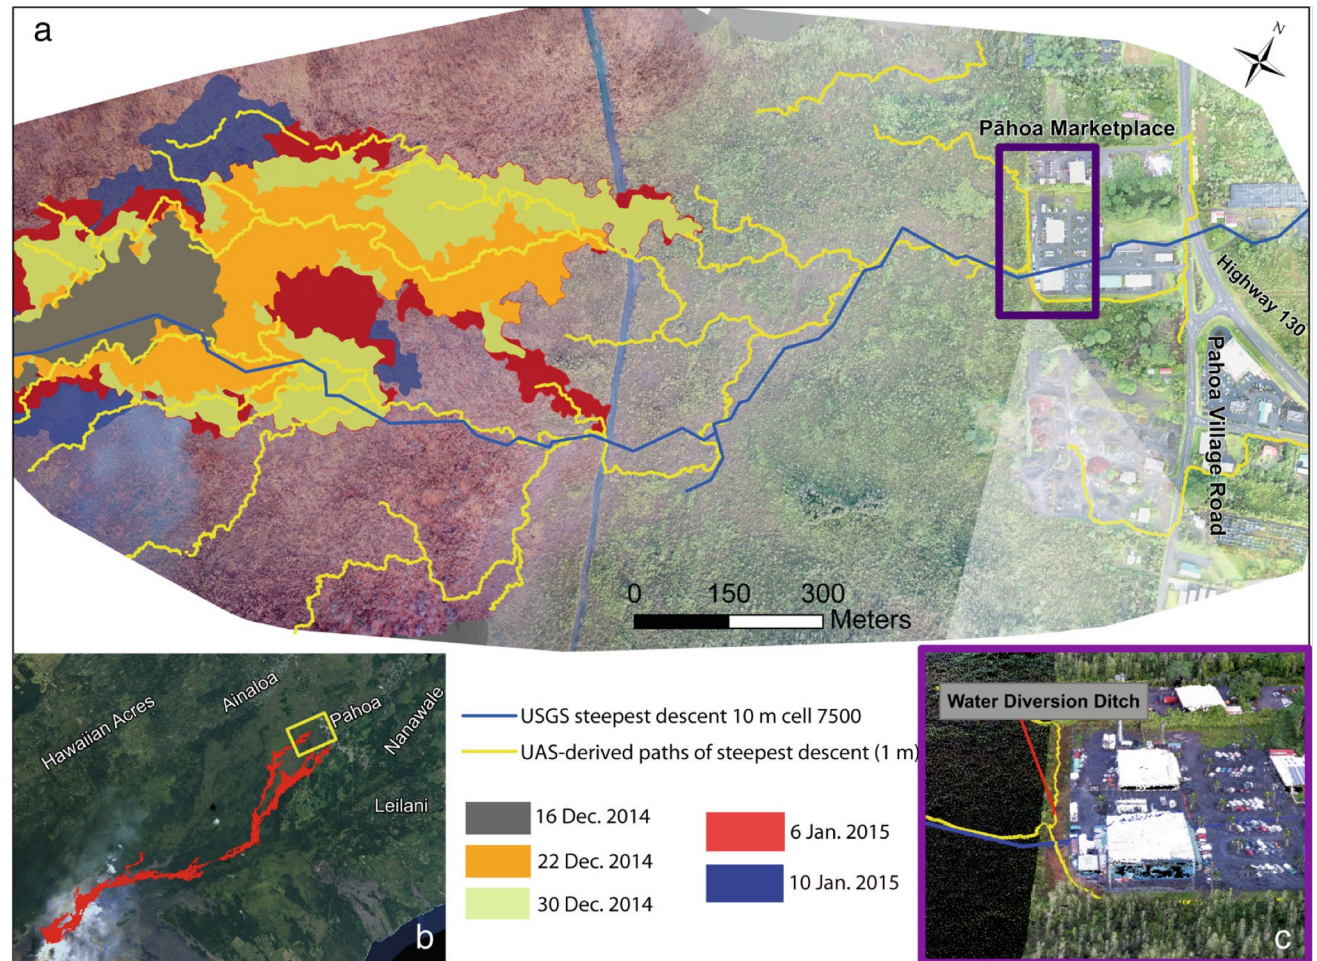 a
N
Pāhoa Marketplace
Highway 130
Pahoa Village Road
0 150 300
Meters
Hawaiian Acres
Ainaloa
Pahoa
Nanawale
Leilani
b
USGS steepest descent 10 m cell 7500
UAS-derived paths of steepest descent (1 m)
16 Dec. 2014
22 Dec. 2014
30 Dec. 2014
6 Jan. 2015
10 Jan. 2015
Water Diversion Ditch
c